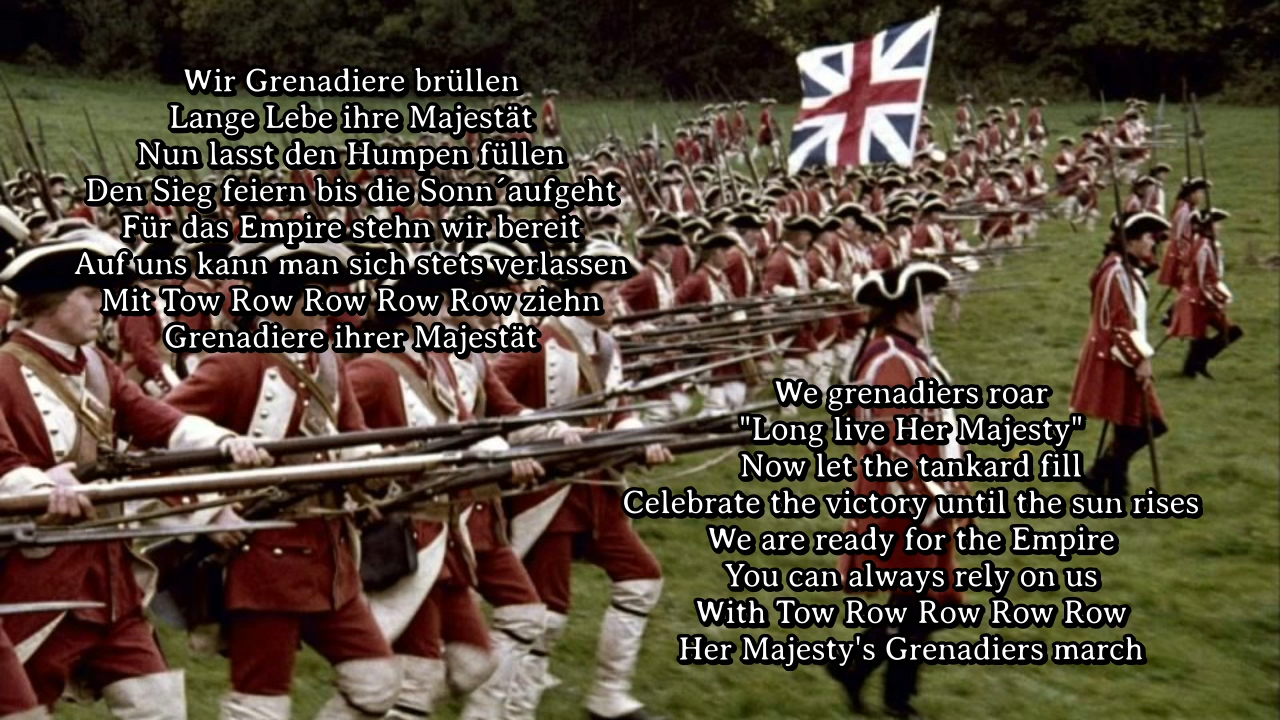 Wir Grenadiere brüllen
Lange Lebe ihre Majestät
Nun lasst den Humpen füllen
Den Sieg feiern bis die Sonn´aufgeht
Für das Empire stehn wir bereit
Auf uns kann man sich stets verlassen
Mit Tow Row Row Row Row ziehn
Grenadiere ihrer Majestät
We grenadiers roar
"Long live Her Majesty"
Now let the tankard fill
Celebrate the victory until the sun rises
We are ready for the Empire
You can always rely on us
With Tow Row Row Row Row
Her Majesty's Grenadiers march